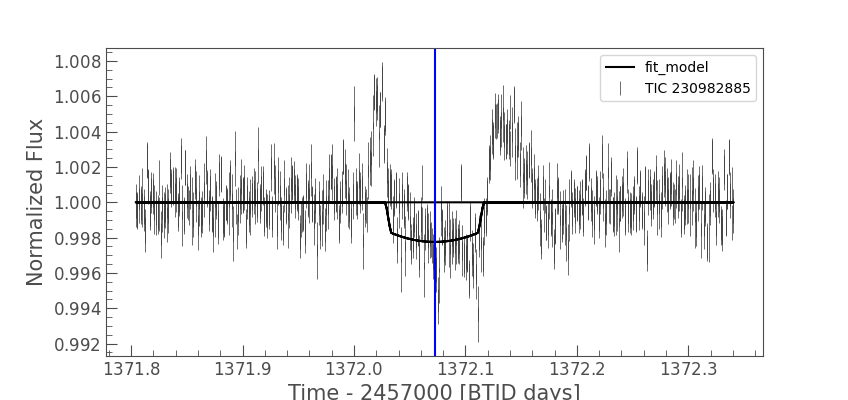 fit_model
TIC 230982885
Normalized Flux
1.008
1.006
1.004
1.002
1.000
0.998
0.996
0.994
0.992
1371.8 1371.9 1372.0 1372.1 1372.2 1372.3
Time - 2457000 [BTJD days]